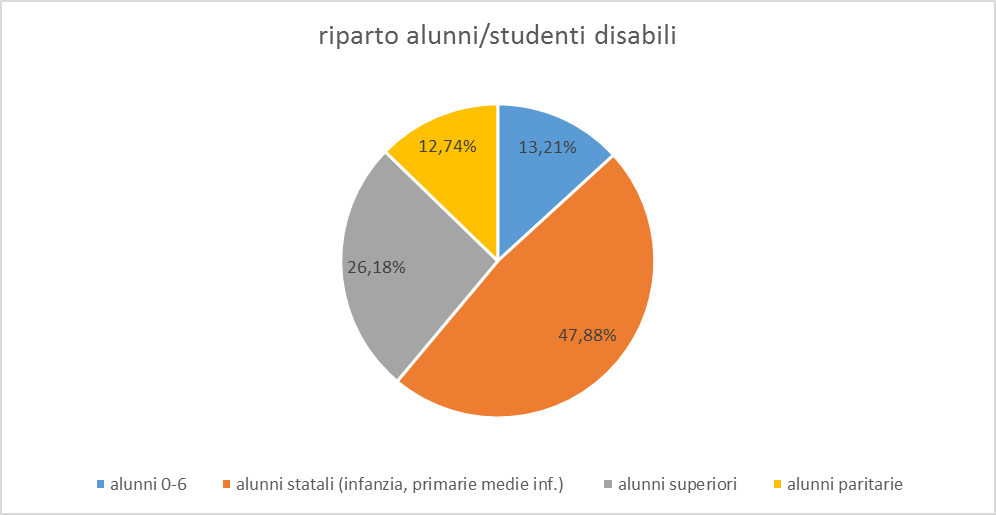 riparto alunni/studenti disabili
12,74%
13,21%
26,18%
47,88%
alunni 0-6
alunni statali (infanzia, primarie medie inf.)
alunni superiori
alunni paritarie